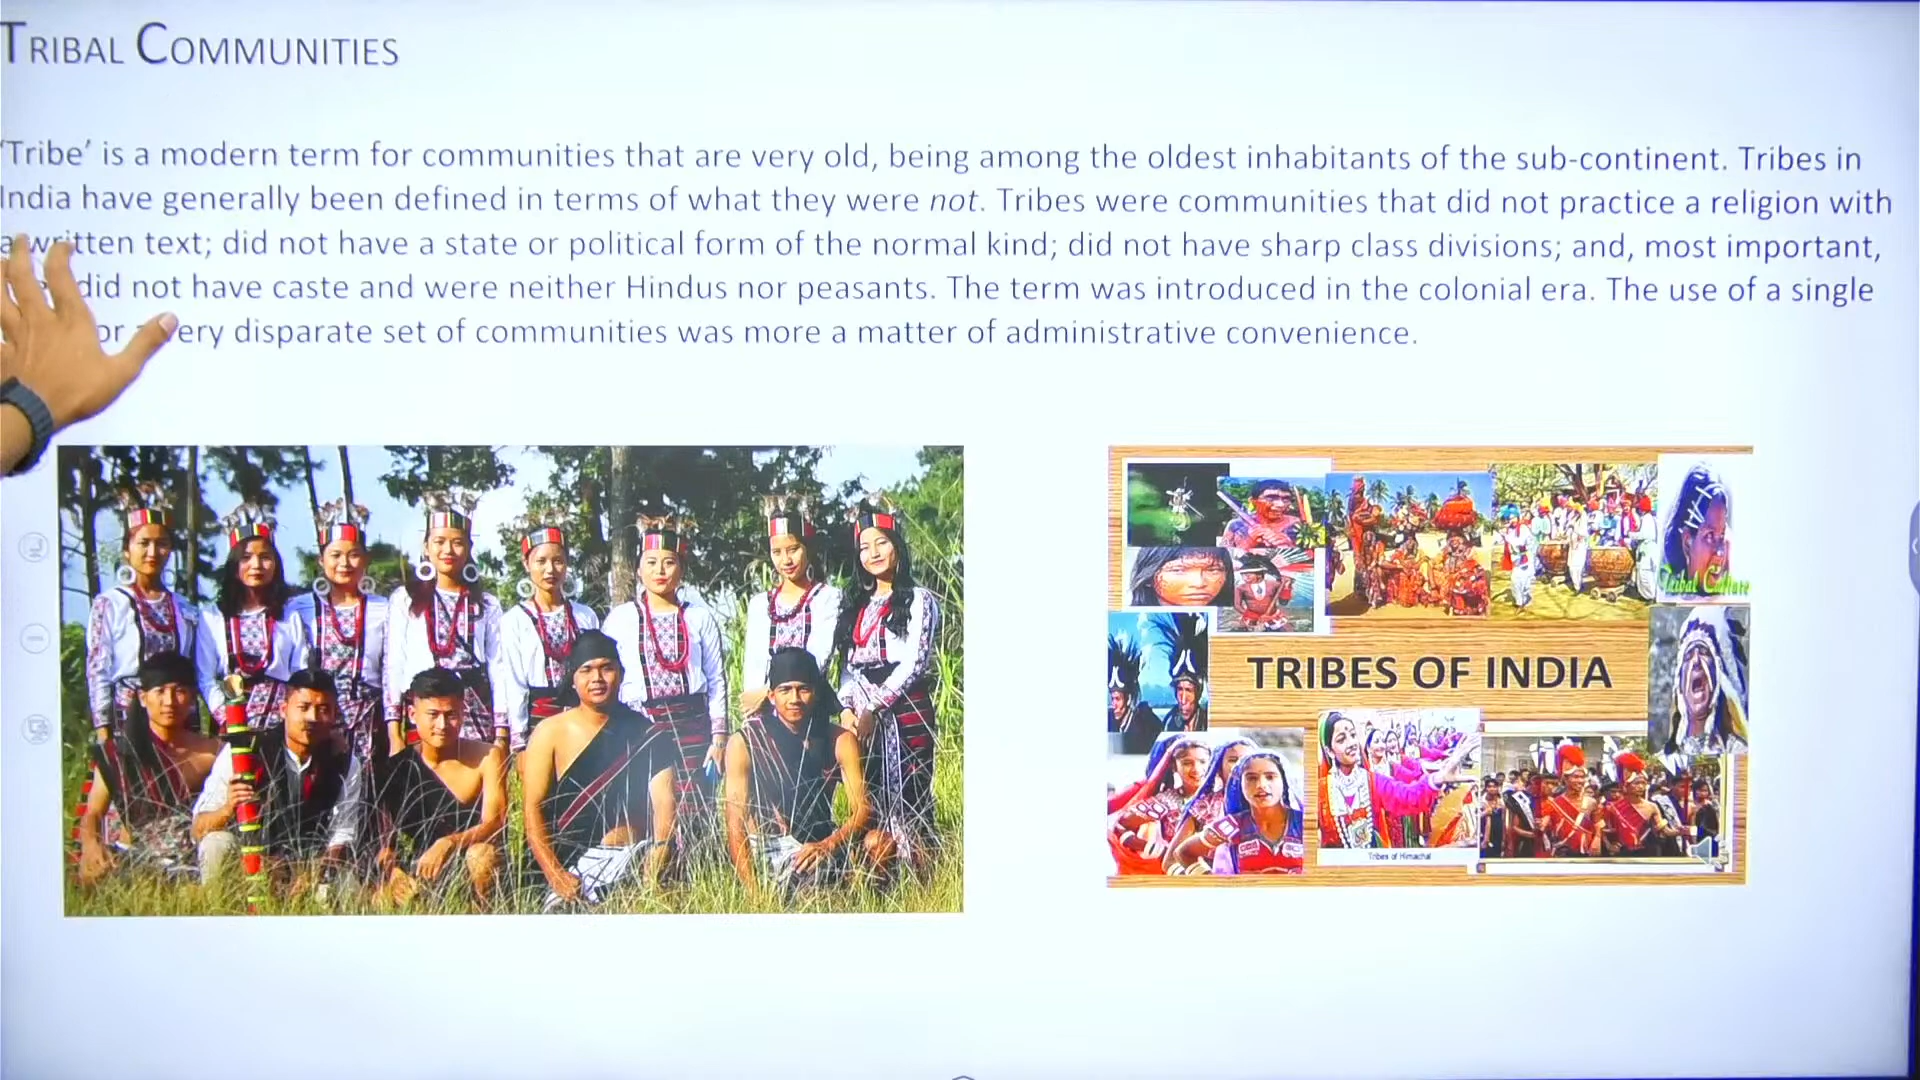 TRIBAL COMMUNITIES
'Tribe' is a modern term for communities that are very old, being among the oldest inhabitants of the sub-continent. Tribes in
India have generally been defined in terms of what they were not. Tribes were communities that did not practice a religion with
a written text; did not have a state or political form of the normal kind; did not have sharp class divisions; and, most important,
did not have caste and were neither Hindus nor peasants. The term was introduced in the colonial era. The use of a single
very disparate set of communities was more a matter of administrative convenience.
Tribal Culture
TRIBES OF INDIA
Tribes of Himachal